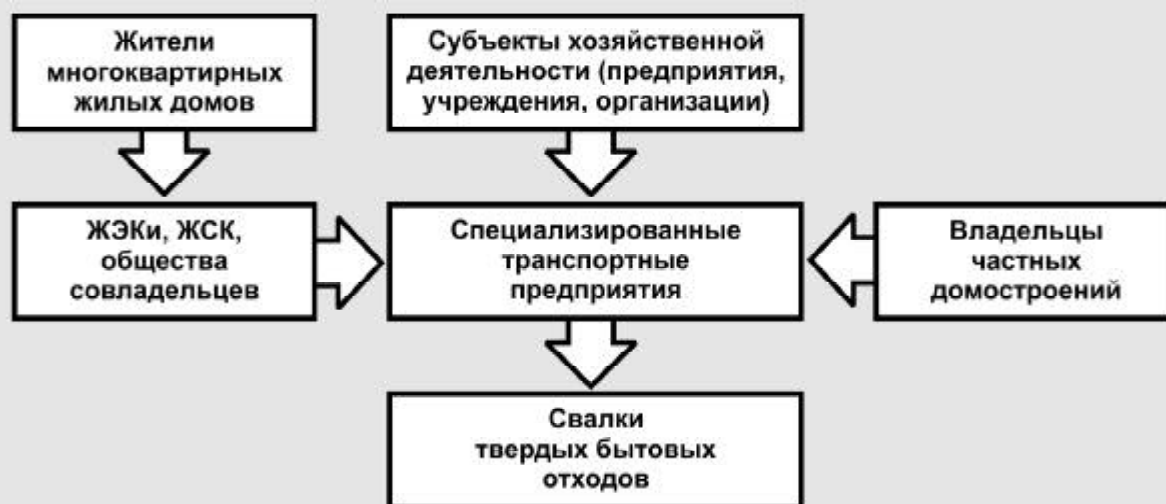 Жители
многоквартирных
жилых домов
Субъекты хозяйственной
деятельности (предприятия,
учреждения, организации)
ЖЭКи, ЖСК,
общества
совладельцев
Специализированные
транспортные
предприятия
Владельцы
частных
домостроений
Свалки
твердых бытовых
отходов